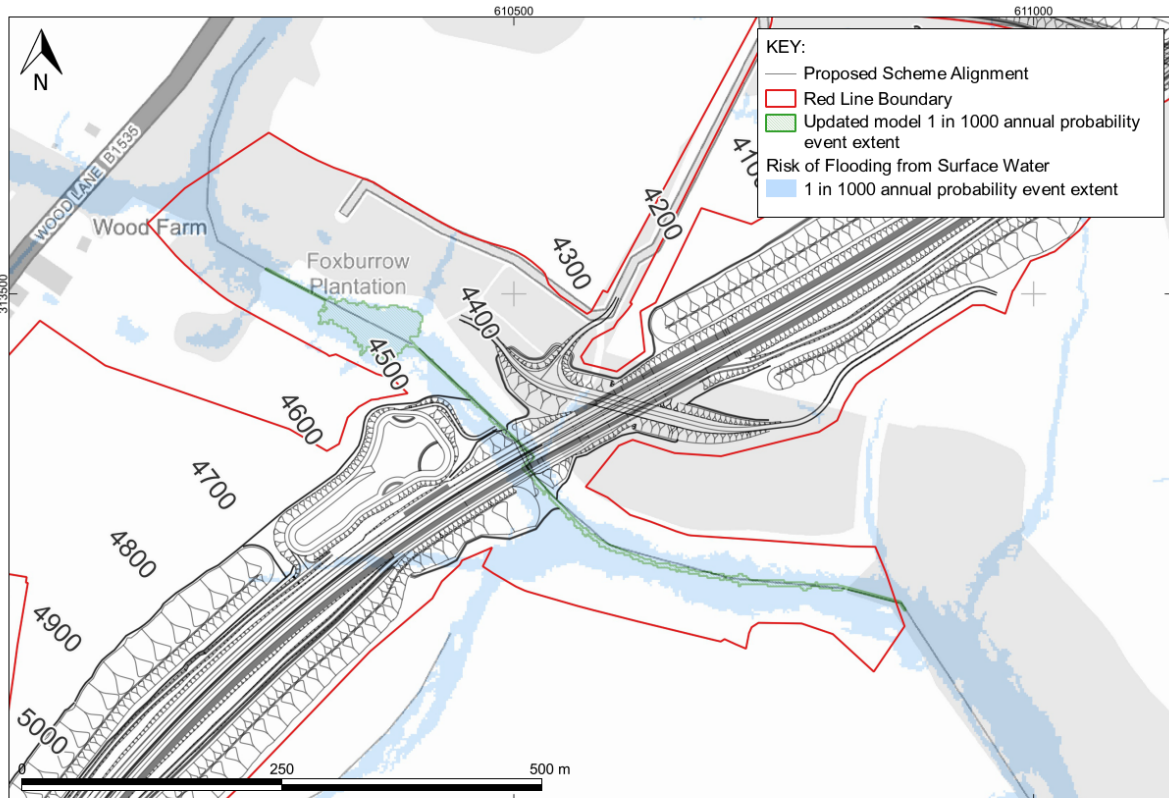 610500
611000
N
KEY:
Proposed Scheme Alignment
Red Line Boundary
Updated model 1 in 1000 annual probability
event extent
Risk of Flooding from Surface Water
1 in 1000 annual probability event extent
WOOD LANE B1535
Wood Farm
Foxburrow
Plantation
313500
4200
4300
4400
4500
4600
4700
4800
4900
5000
0
250
500 m